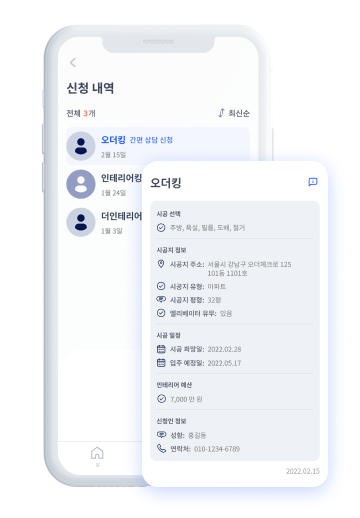 신청 내역
전체 3개
최신순
오더킹 간편 상담 신청
2월 15일
인테리어킹
1월 24일
더인테리어
1월 3일
오더킹
시공 선택
주방, 욕실, 필름, 도배, 철거
시공지 정보
시공지 주소: 서울시 강남구 오더체크로 125
101동 1101호
시공지 유형: 아파트
시공지 평형: 32평
엘리베이터 유무: 있음
시공 일정
시공 희망일: 2022.02.28
입주 예정일: 2022.05.17
인테리어 예산
7,000 만 원
신청인 정보
성함: 홍길동
연락처: 010-1234-6789
2022.02.15